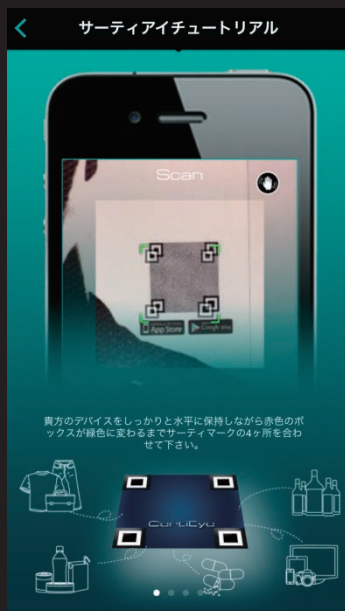 サーティアイチュートリアル
Scan
App Store
Google play
貴方のデバイスをしっかりと水平に保持しながら赤色のボ
ックスが緑色に変わるまでサーティマークの4ヶ所を合わ
せて下さい。
CertiEye